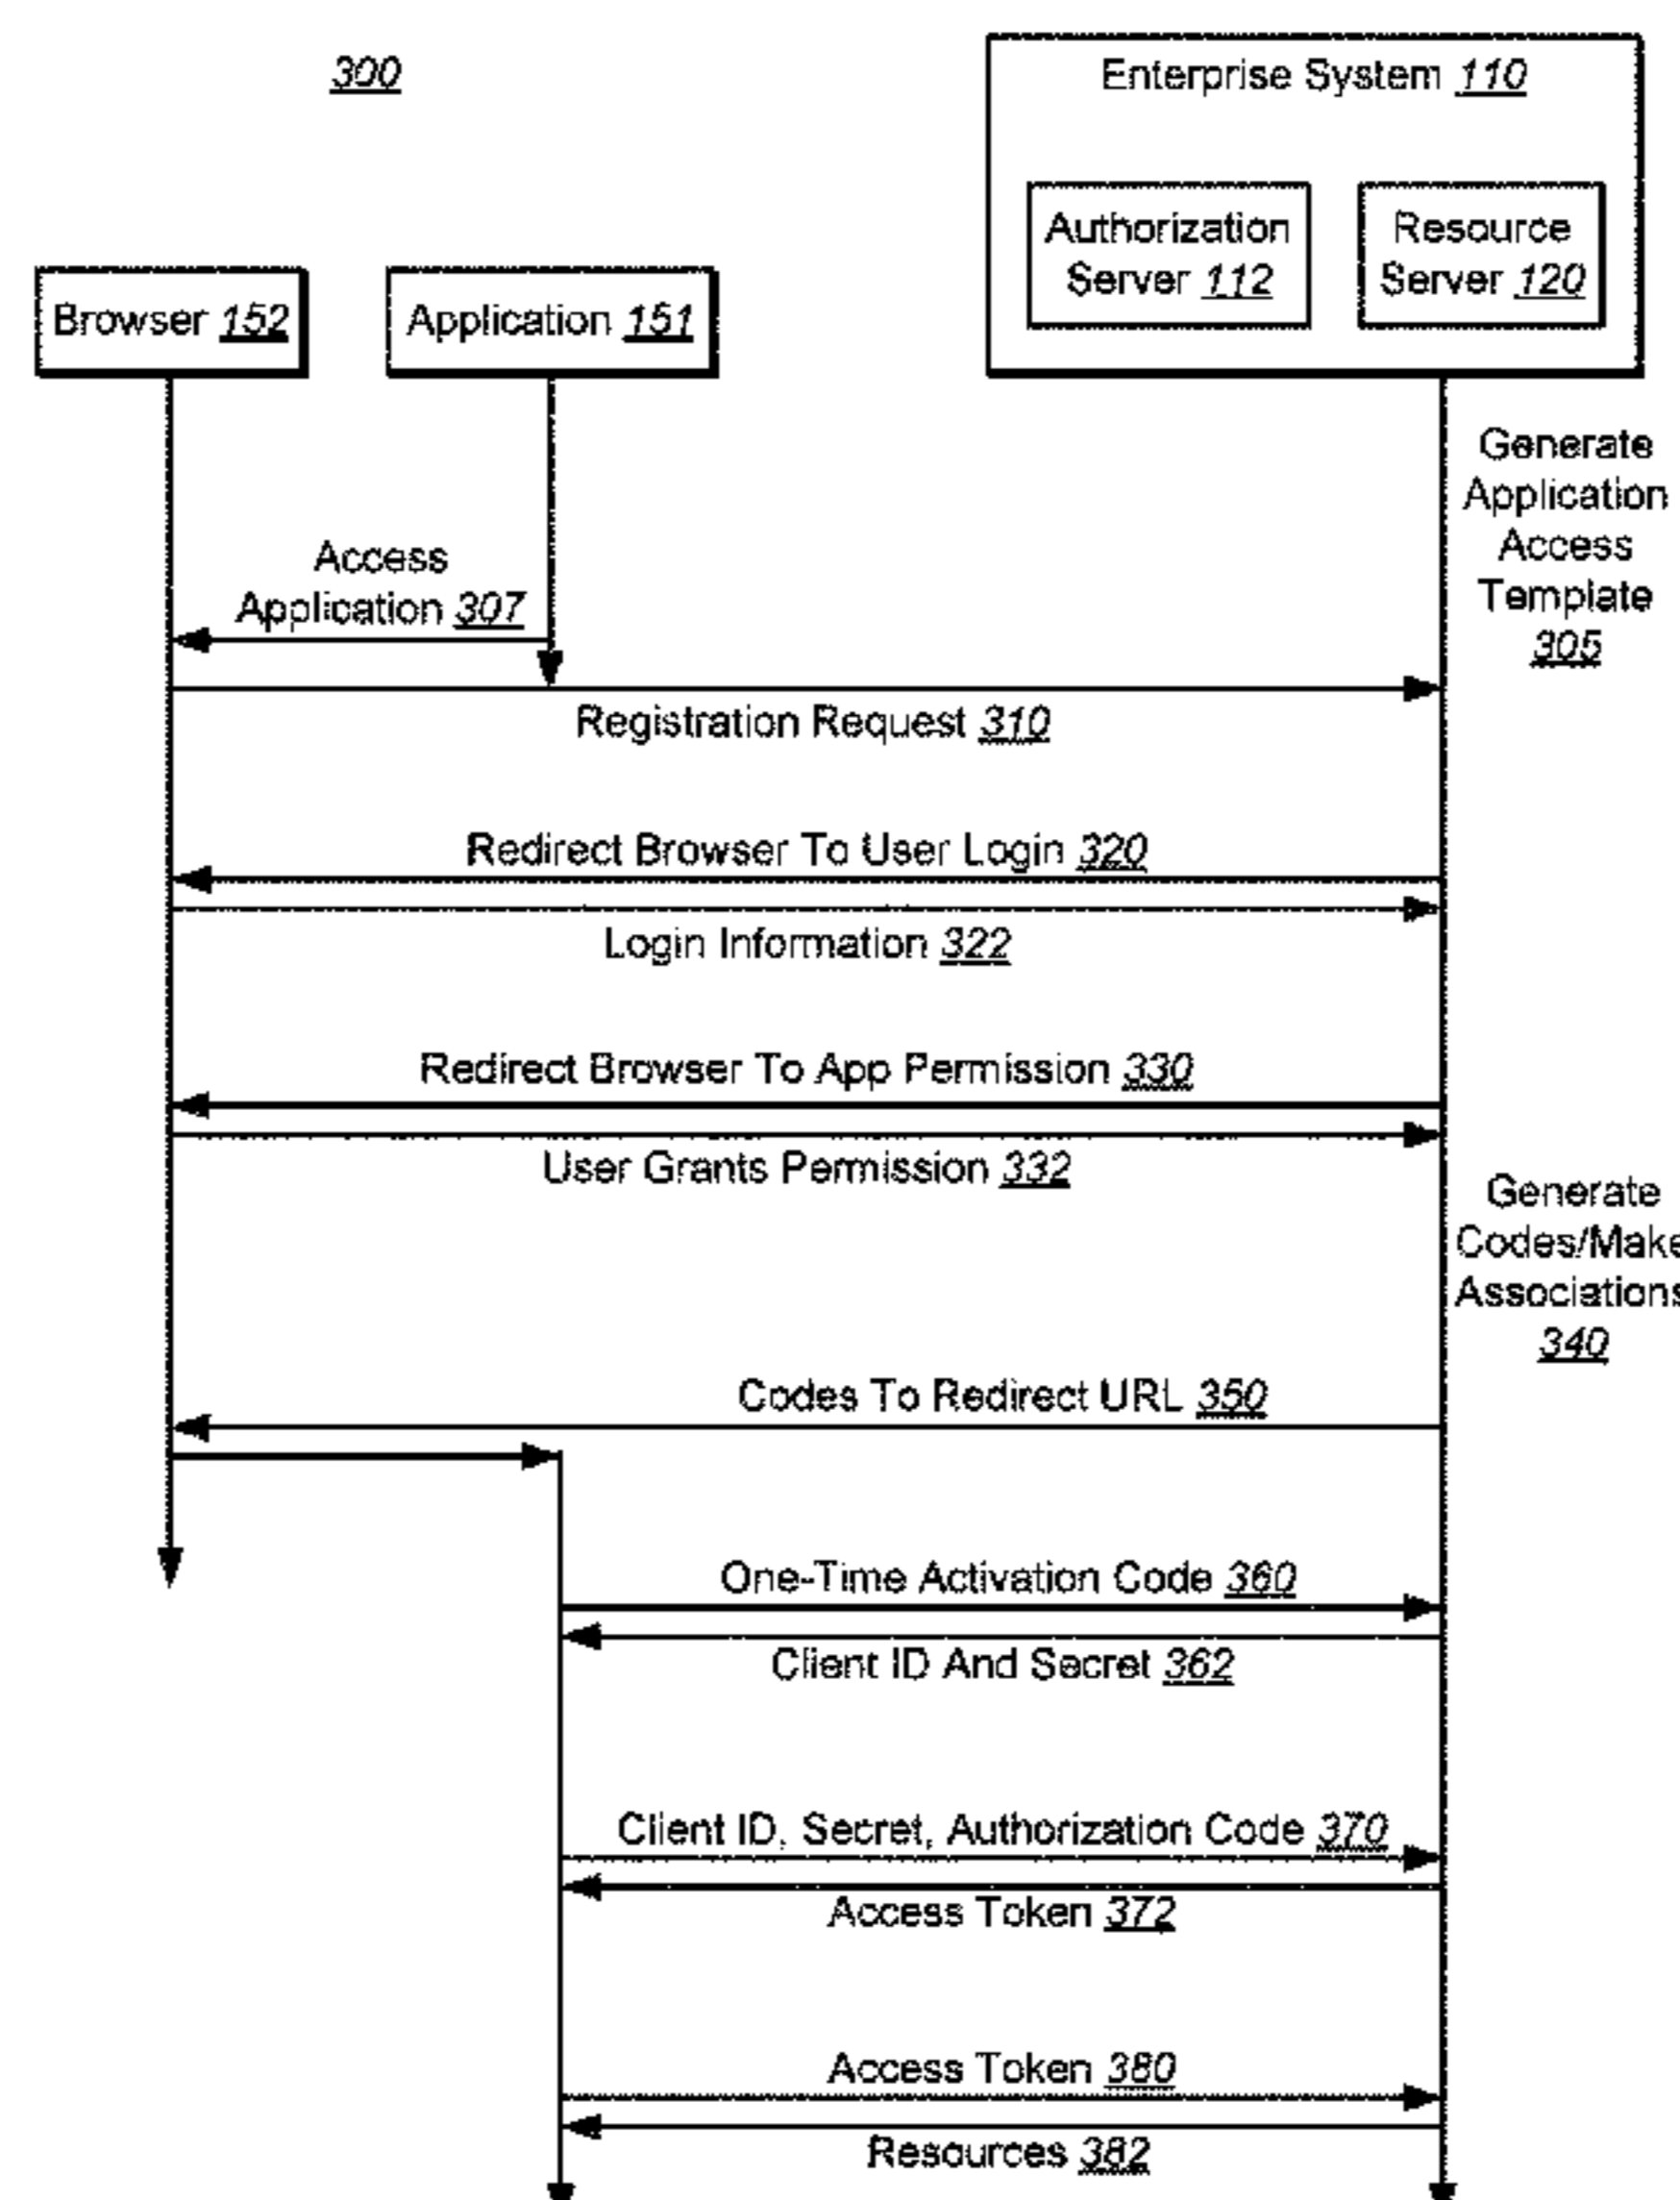 300
Enterprise System 110
Authorization
Server 112
Resource
Server 120
Browser 152
Application 151
Generate
Application
Access
Template
305
Access
Application 307
Registration Request 310
Redirect Browser To User Login 320
Login Information 322
Redirect Browser To App Permission 330
User Grants Permission 332
Generate
Codes/Make
Associations
340
Codes To Redirect URL 350
One-Time Activation Code 360
Client ID And Secret 362
Client ID, Secret, Authorization Code 370
Access Token 372
Access Token 380
Resources 382